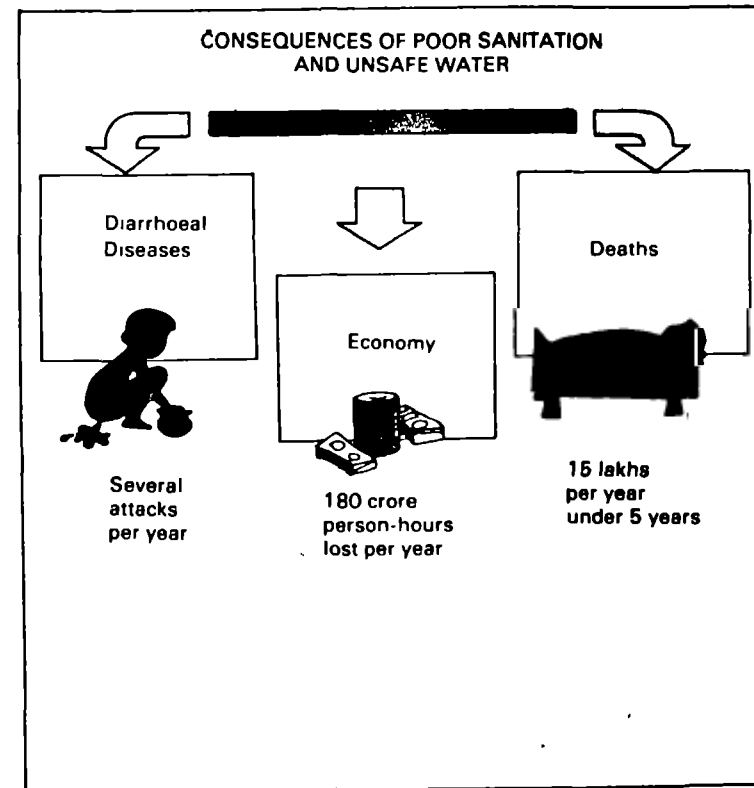 CONSEQUENCES OF POOR SANITATION
AND UNSAFE WATER
Diarrhoeal
Diseases
Several
attacks
per year
Economy
180 crore
person-hours
lost per year
Deaths
15 lakhs
per year
under 5 years